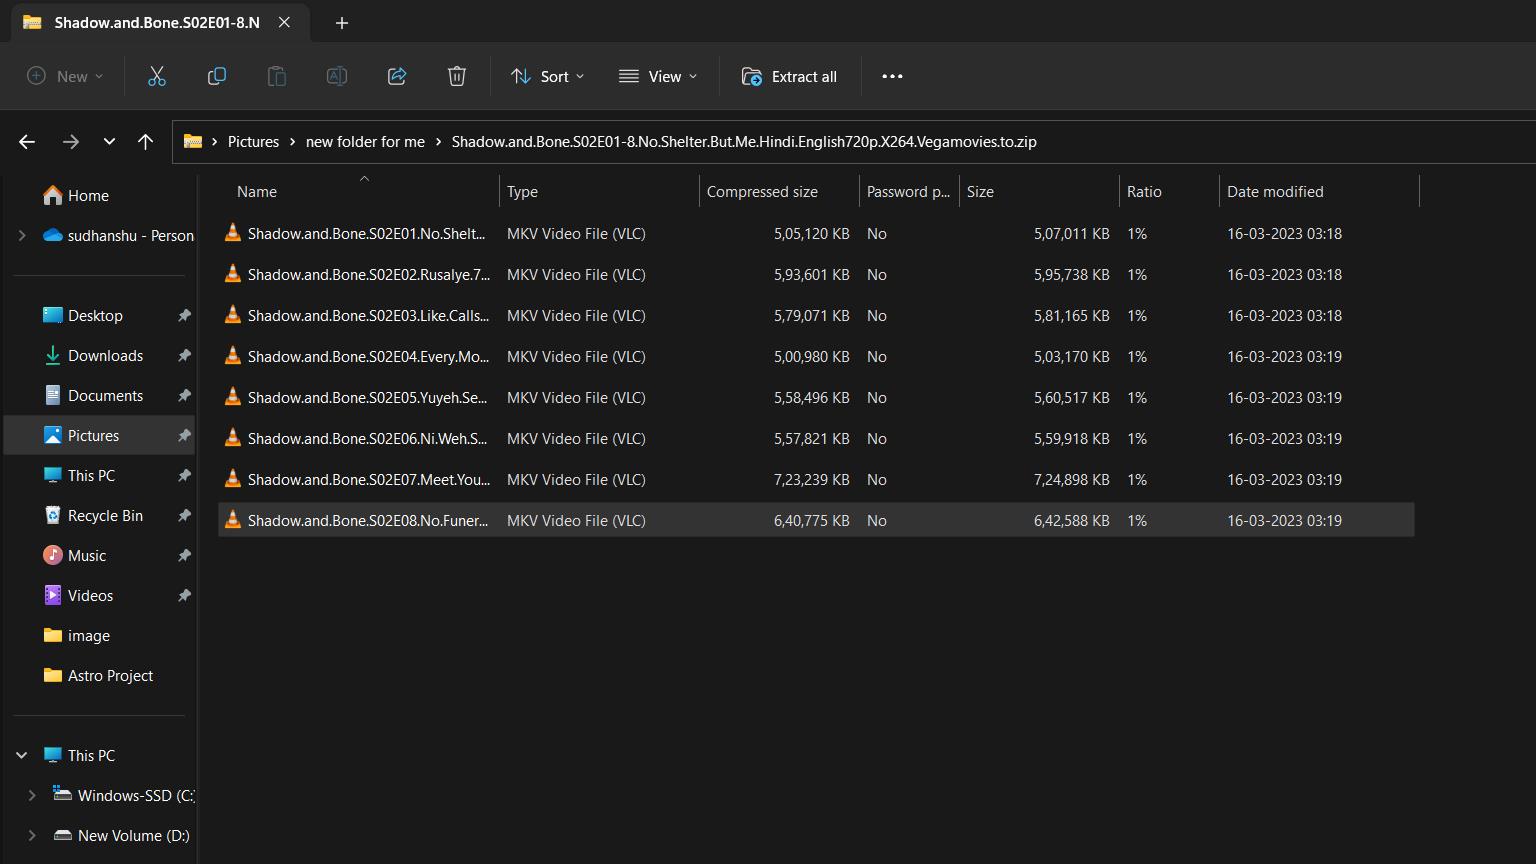 Shadow.and.Bone.S02E01-8.N
New
Sort
View
Extract all
Pictures
new folder for me
Shadow.and.Bone.S02E01-8.No.Shelter.But.Me.Hindi.English720p.X264.Vegamovies.to.zip
Name Type Compressed size Password p... Size Ratio Date modified
Shadow.and.Bone.S02E01.No.Shelt... MKV Video File (VLC) 5,05,120 KB No 5,07,011 KB 1% 16-03-2023 03:18
Shadow.and.Bone.S02E02.Rusalye.7... MKV Video File (VLC) 5,93,601 KB No 5,95,738 KB 1% 16-03-2023 03:18
Shadow.and.Bone.S02E03.Like.Calls... MKV Video File (VLC) 5,79,071 KB No 5,81,165 KB 1% 16-03-2023 03:18
Shadow.and.Bone.S02E04.Every.Mo... MKV Video File (VLC) 5,00,980 KB No 5,03,170 KB 1% 16-03-2023 03:19
Shadow.and.Bone.S02E05.Yuyeh.Se... MKV Video File (VLC) 5,58,496 KB No 5,60,517 KB 1% 16-03-2023 03:19
Shadow.and.Bone.S02E06.Ni.Weh.S... MKV Video File (VLC) 5,57,821 KB No 5,59,918 KB 1% 16-03-2023 03:19
Shadow.and.Bone.S02E07.Meet.You... MKV Video File (VLC) 7,23,239 KB No 7,24,898 KB 1% 16-03-2023 03:19
Shadow.and.Bone.S02E08.No.Funer... MKV Video File (VLC) 6,40,775 KB No 6,42,588 KB 1% 16-03-2023 03:19
Home
sudhanshu - Person
Desktop
Downloads
Documents
Pictures
This PC
Recycle Bin
Music
Videos
image
Astro Project
This PC
Windows-SSD (C:)
New Volume (D:)